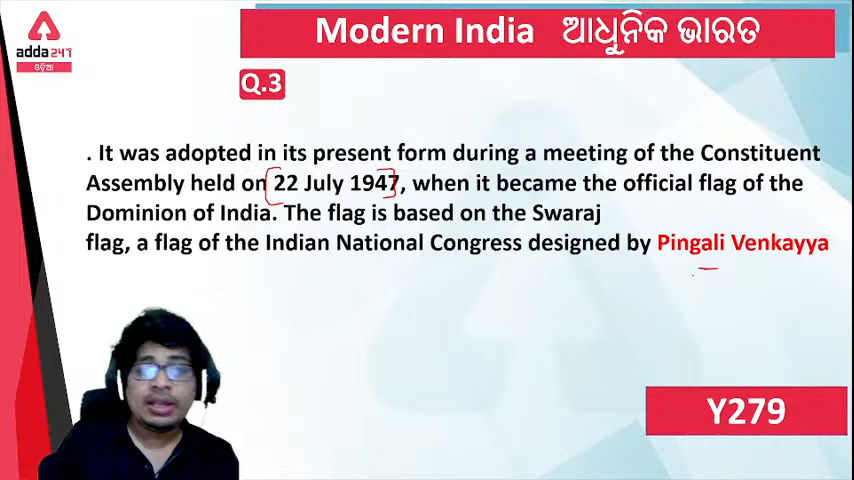 Modern India ଆଧୁନିକ ଭାରତ
adda247
ଓଡ଼ିଆ
Q.3
. It was adopted in its present form during a meeting of the Constituent
Assembly held on 22 July 1947, when it became the official flag of the
Dominion of India. The flag is based on the Swaraj
flag, a flag of the Indian National Congress designed by Pingali Venkayya
Y279